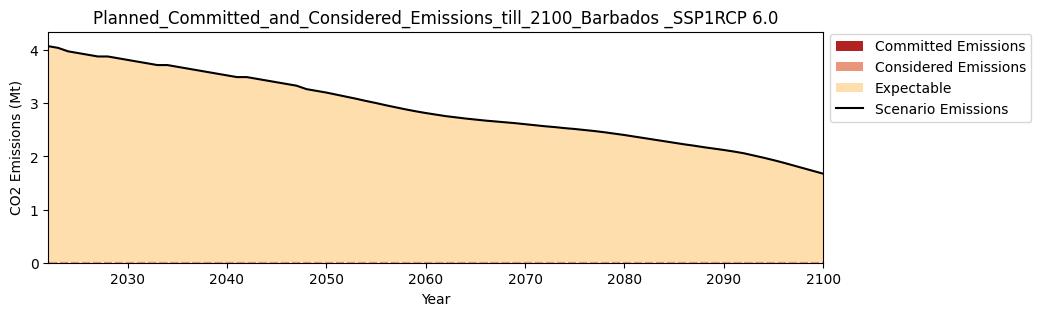 Planned_Committed_and_Considered_Emissions_till_2100_Barbados _SSP1RCP 6.0
CO2 Emissions (Mt)
4
3
2
1
0
2030 2040 2050 2060 2070 2080 2090 2100
Year
Committed Emissions
Considered Emissions
Expectable
Scenario Emissions